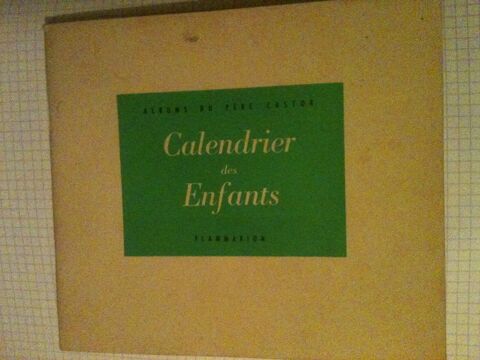 ALBUMS DU PÈRE CASTOR
Calendrier
des
Enfants
FLAMMARION